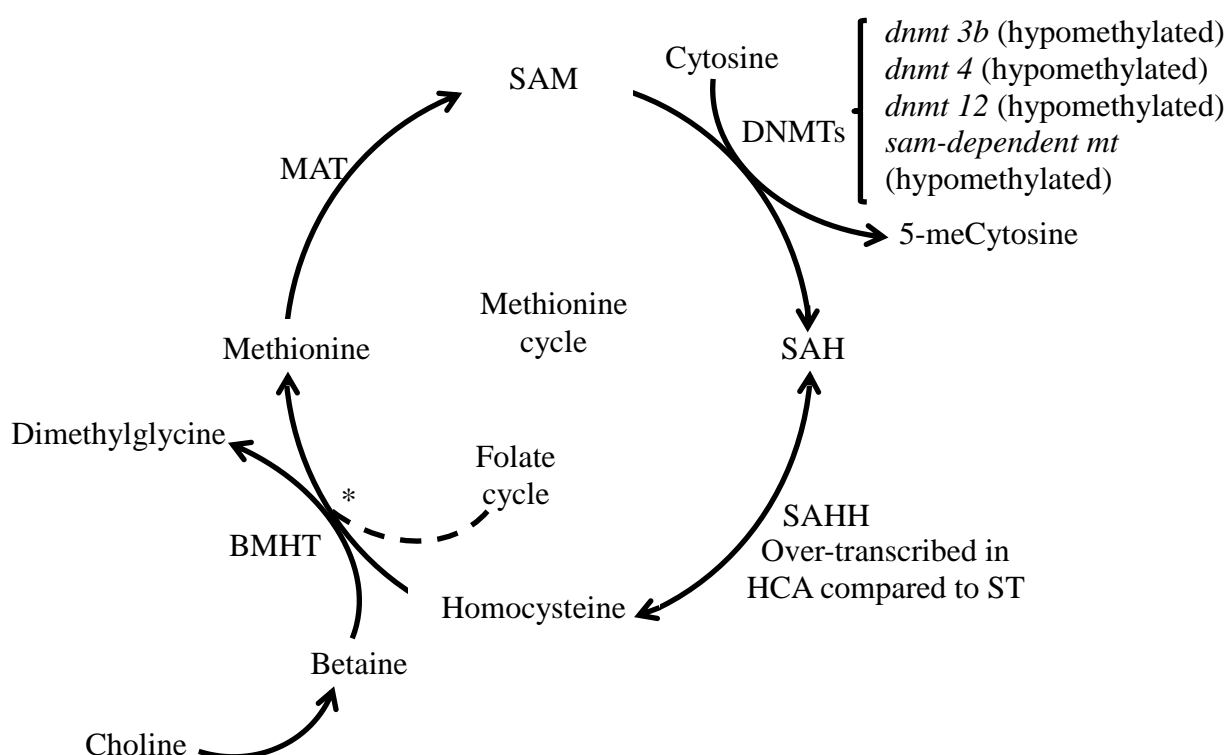 dnmt 3b (hypomethylated)
Cytosine
dnmt 4 (hypomethylated)
SAM
dnmt 12 (hypomethylated)
DNMTs
sam-dependent mt
(hypomethylated)
MAT
5-meCytosine
Methionine
cycle
Methionine
SAH
Dimethylglycine
Folate
cycle
*
SAHH
Over-transcribed in
HCA compared to ST
BMHT
Homocysteine
Betaine
Choline